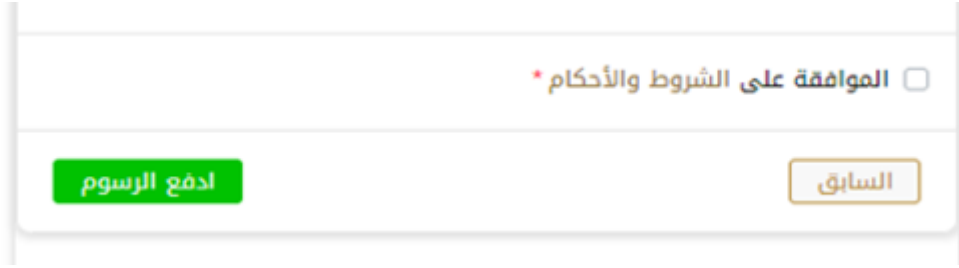 الموافقة على الشروط والأحكام *
السابق
ادفع الرسوم